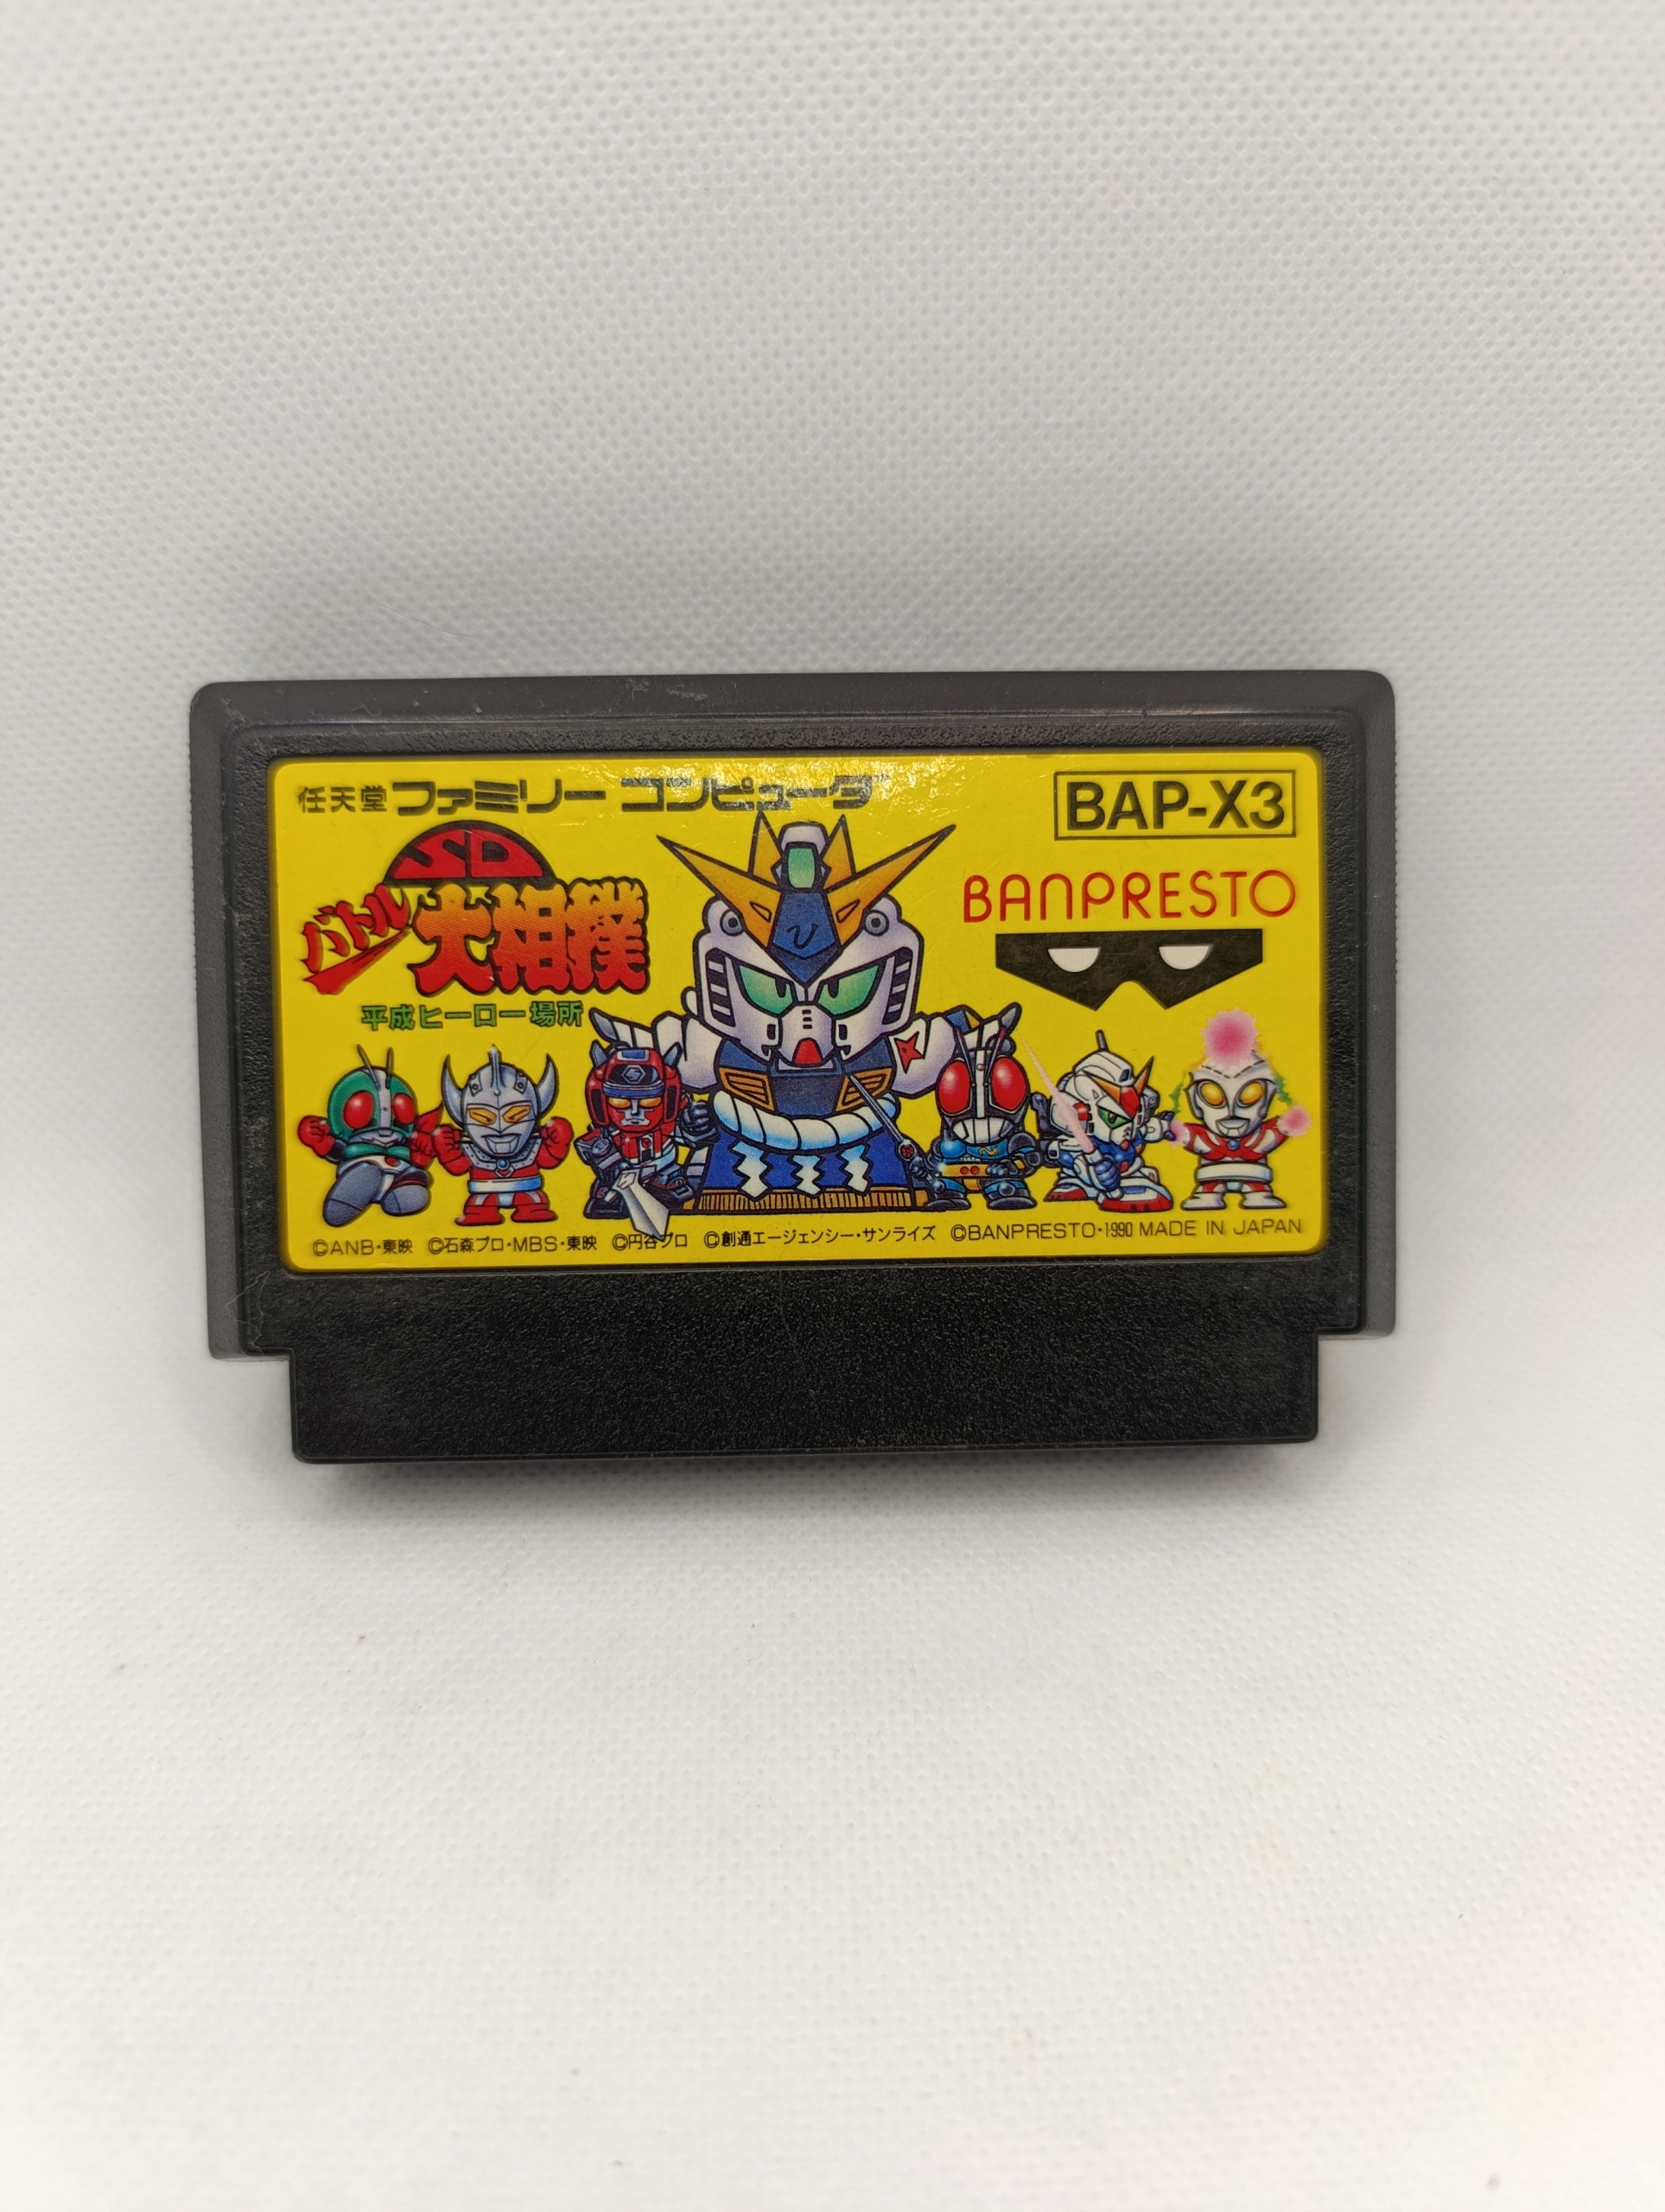 任天堂 ファミリー コンピュータ™
BAP-X3
SD
バトル
大相撲
平成ヒーロー場所
BANPRESTO
ν
©ANB・東映 ©石森プロ・MBS・東映 ©円谷プロ ©創通エージェンシー・サンライズ ©BANPRESTO・1990 MADE IN JAPAN